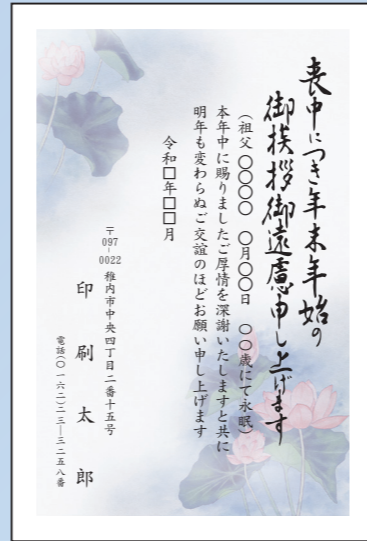 喪中につき年末年始の
御挨拶御遠慮申し上げます
(祖父 〇〇〇〇 〇月〇〇日 〇〇歳にて永眠)
本年中に賜りましたご厚情を深謝いたしますと共に
明年も変わらぬご交誼のほどお願い申し上げます
令和□年□□月
〒097-0022 稚内市中央四丁目二番十五号
印刷太郎
電話(〇一六二)二三―三二五八番